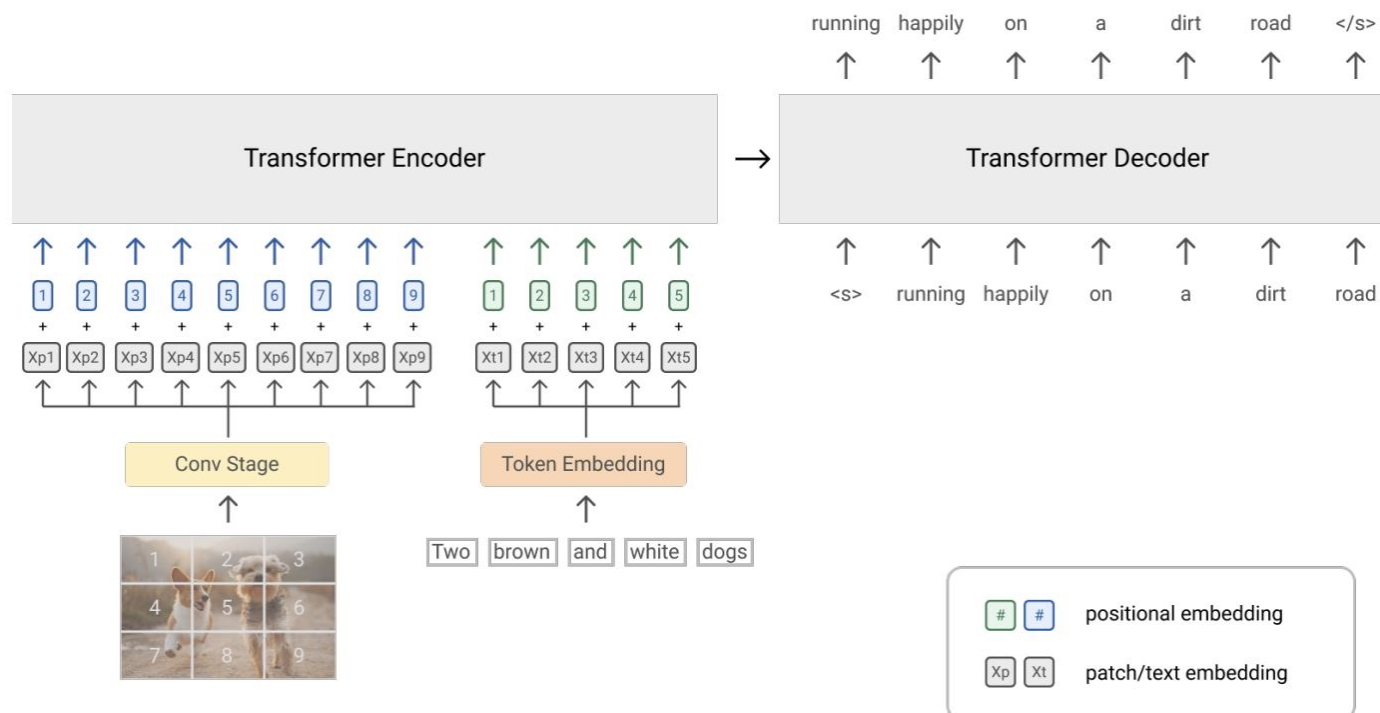 running happily on a dirt road </s>
Transformer Encoder → Transformer Decoder
1 2 3 4 5 6 7 8 9 1 2 3 4 5
<s> running happily on a dirt road
+ + + + + + + + + + + + + +
Xp1 Xp2 Xp3 Xp4 Xp5 Xp6 Xp7 Xp8 Xp9 Xt1 Xt2 Xt3 Xt4 Xt5
Conv Stage Token Embedding
Two brown and white dogs
1 2 3
4 5 6
7 8 9
# # positional embedding
Xp Xt patch/text embedding